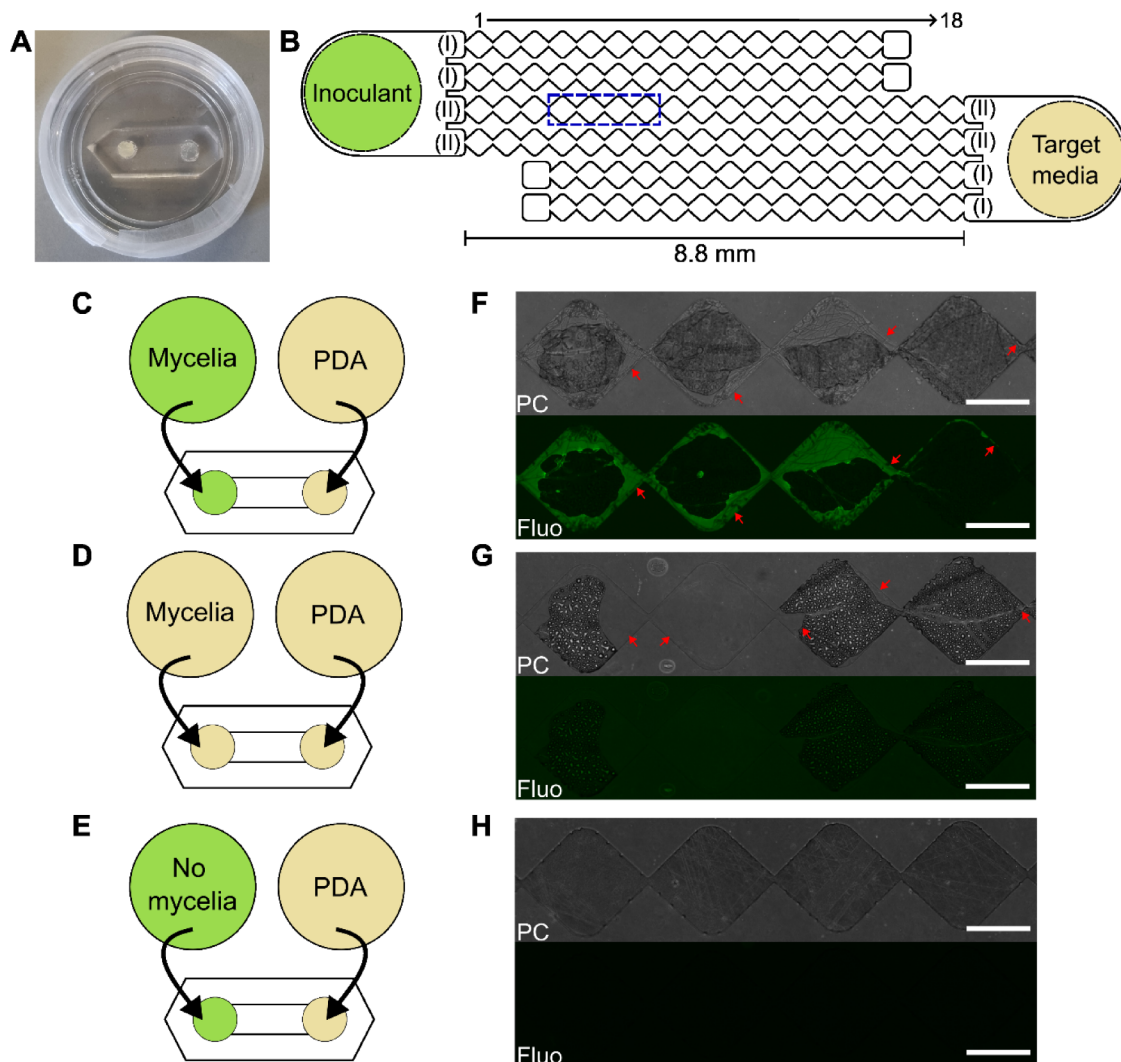 A
B
1
18
(I)
(I)
(II)
(II)
Inoculant
(II)
(II)
(I)
(I)
Target
media
8.8 mm
C
Mycelia
PDA
F
PC
Fluo
D
Mycelia
PDA
G
PC
Fluo
E
No
mycelia
PDA
H
PC
Fluo